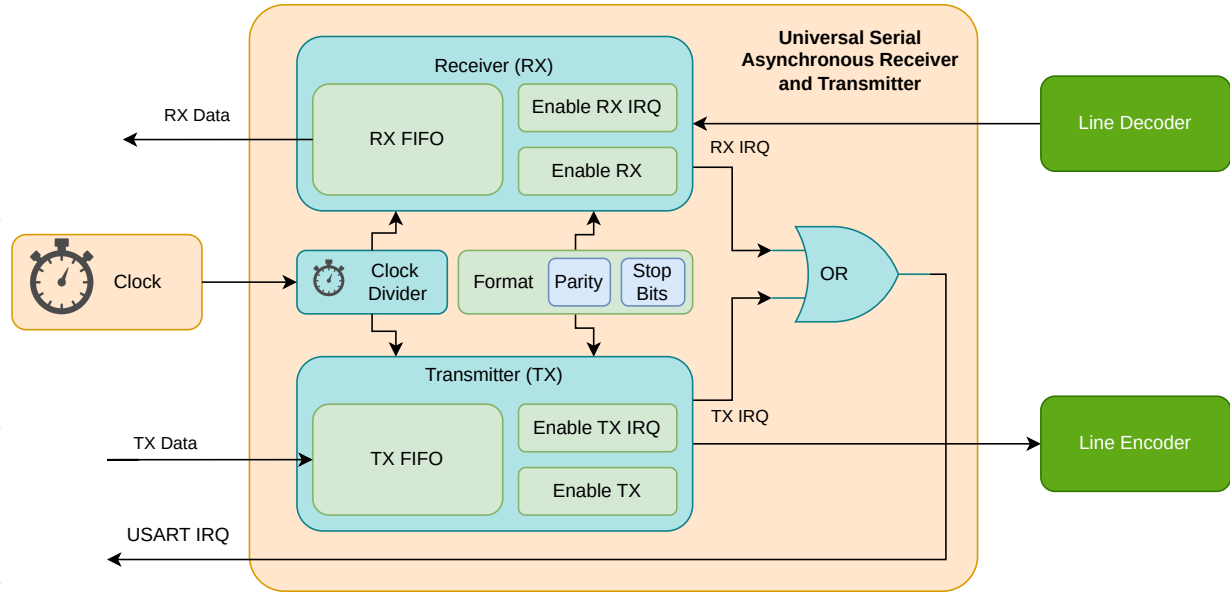 Universal Serial
Asynchronous Receiver
and Transmitter
Receiver (RX)
RX FIFO
Enable RX IRQ
Enable RX
RX Data
RX IRQ
Line Decoder
Clock
Clock
Divider
Format
Parity
Stop
Bits
OR
Transmitter (TX)
TX FIFO
Enable TX IRQ
Enable TX
TX Data
TX IRQ
Line Encoder
USART IRQ